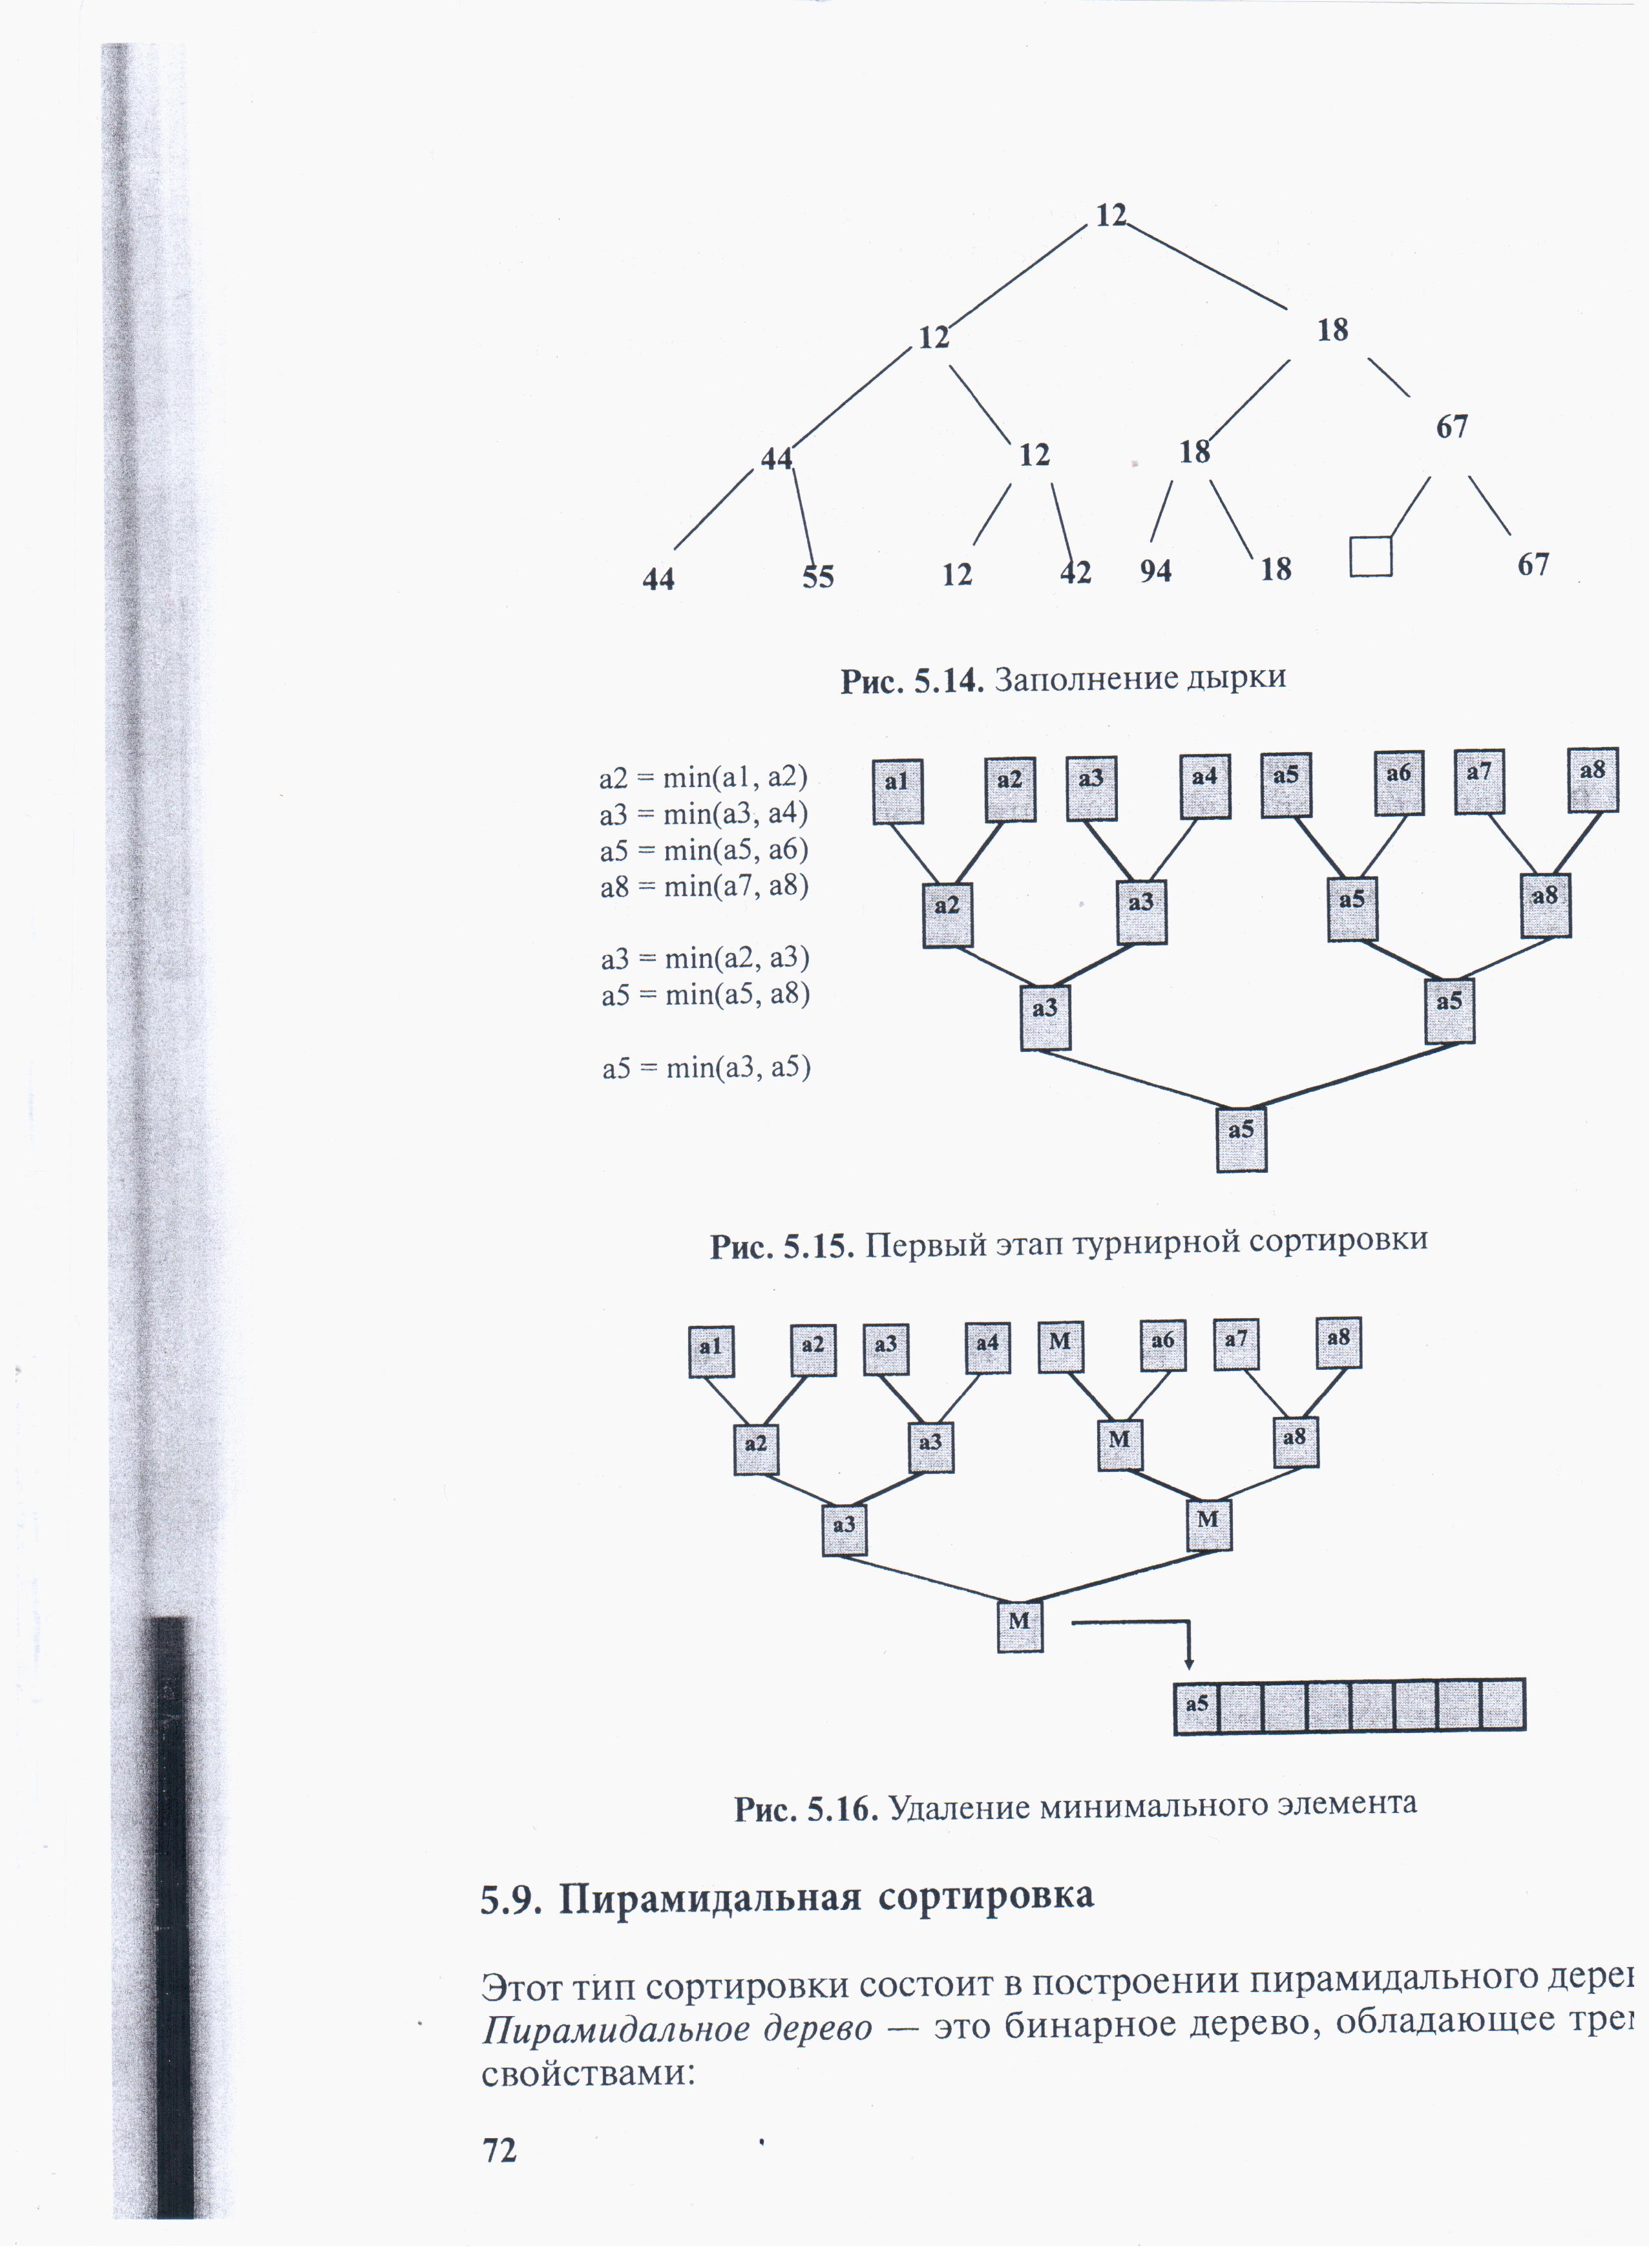 12
12 18
44 12 18 67
44 55 12 42 94 18 67
Рис. 5.14. Заполнение дырки
a2 = min(a1, a2)
a3 = min(a3, a4)
a5 = min(a5, a6)
a8 = min(a7, a8)
a3 = min(a2, a3)
a5 = min(a5, a8)
a5 = min(a3, a5)
a1 a2 a3 a4 a5 a6 a7 a8
a2 a3 a5 a8
a3 a5
a5
Рис. 5.15. Первый этап турнирной сортировки
a1 a2 a3 a4 M a6 a7 a8
a2 a3 M a8
a3 M
M
a5
Рис. 5.16. Удаление минимального элемента
5.9. Пирамидальная сортировка
Этот тип сортировки состоит в построении пирамидального
Пирамидальное дерево — это бинарное дерево, обладающее
свойствами:
72